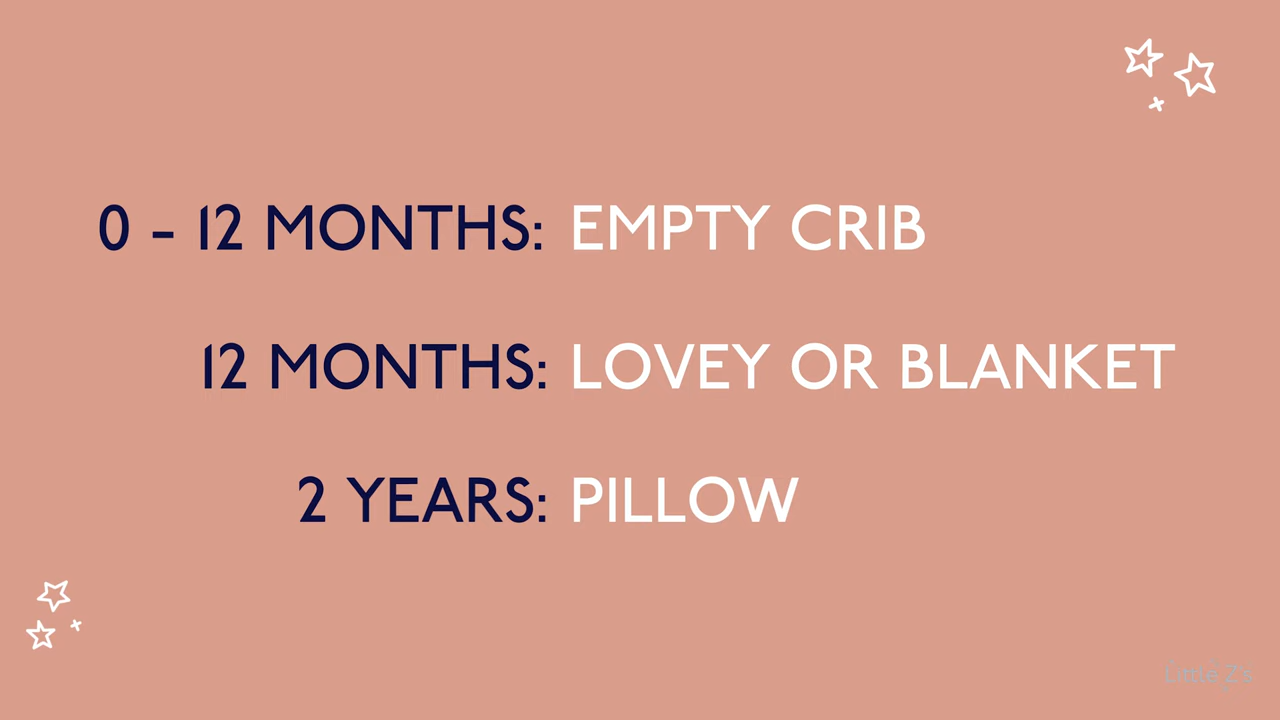 0 - 12 MONTHS: EMPTY CRIB
12 MONTHS: LOVEY OR BLANKET
2 YEARS: PILLOW
Little Z's